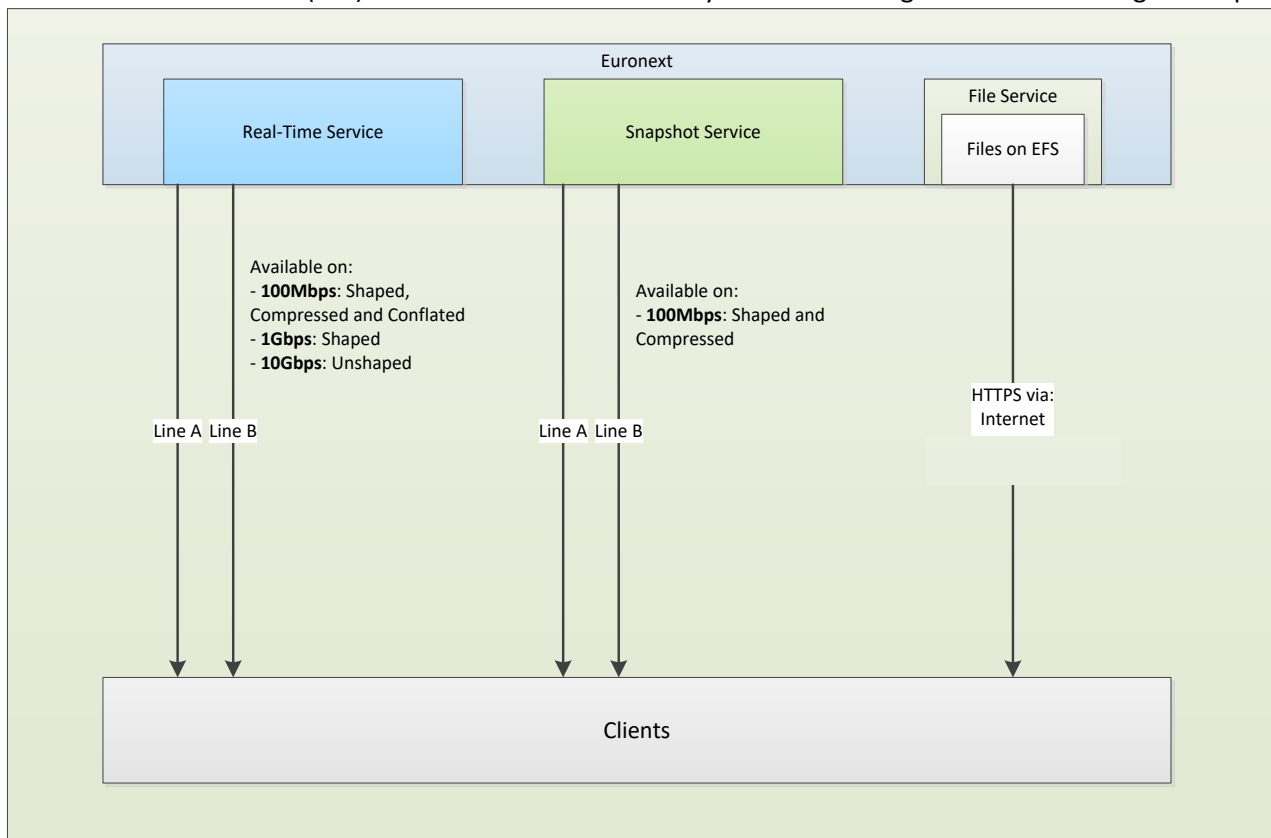 Euronext
Real-Time Service
Snapshot Service
File Service
Files on EFS
Available on:
- 100Mbps: Shaped,
Compressed and Conflated
- 1Gbps: Shaped
- 10Gbps: Unshaped
Available on:
- 100Mbps: Shaped and
Compressed
HTTPS via:
Internet
Line A
Line B
Line A
Line B
Clients